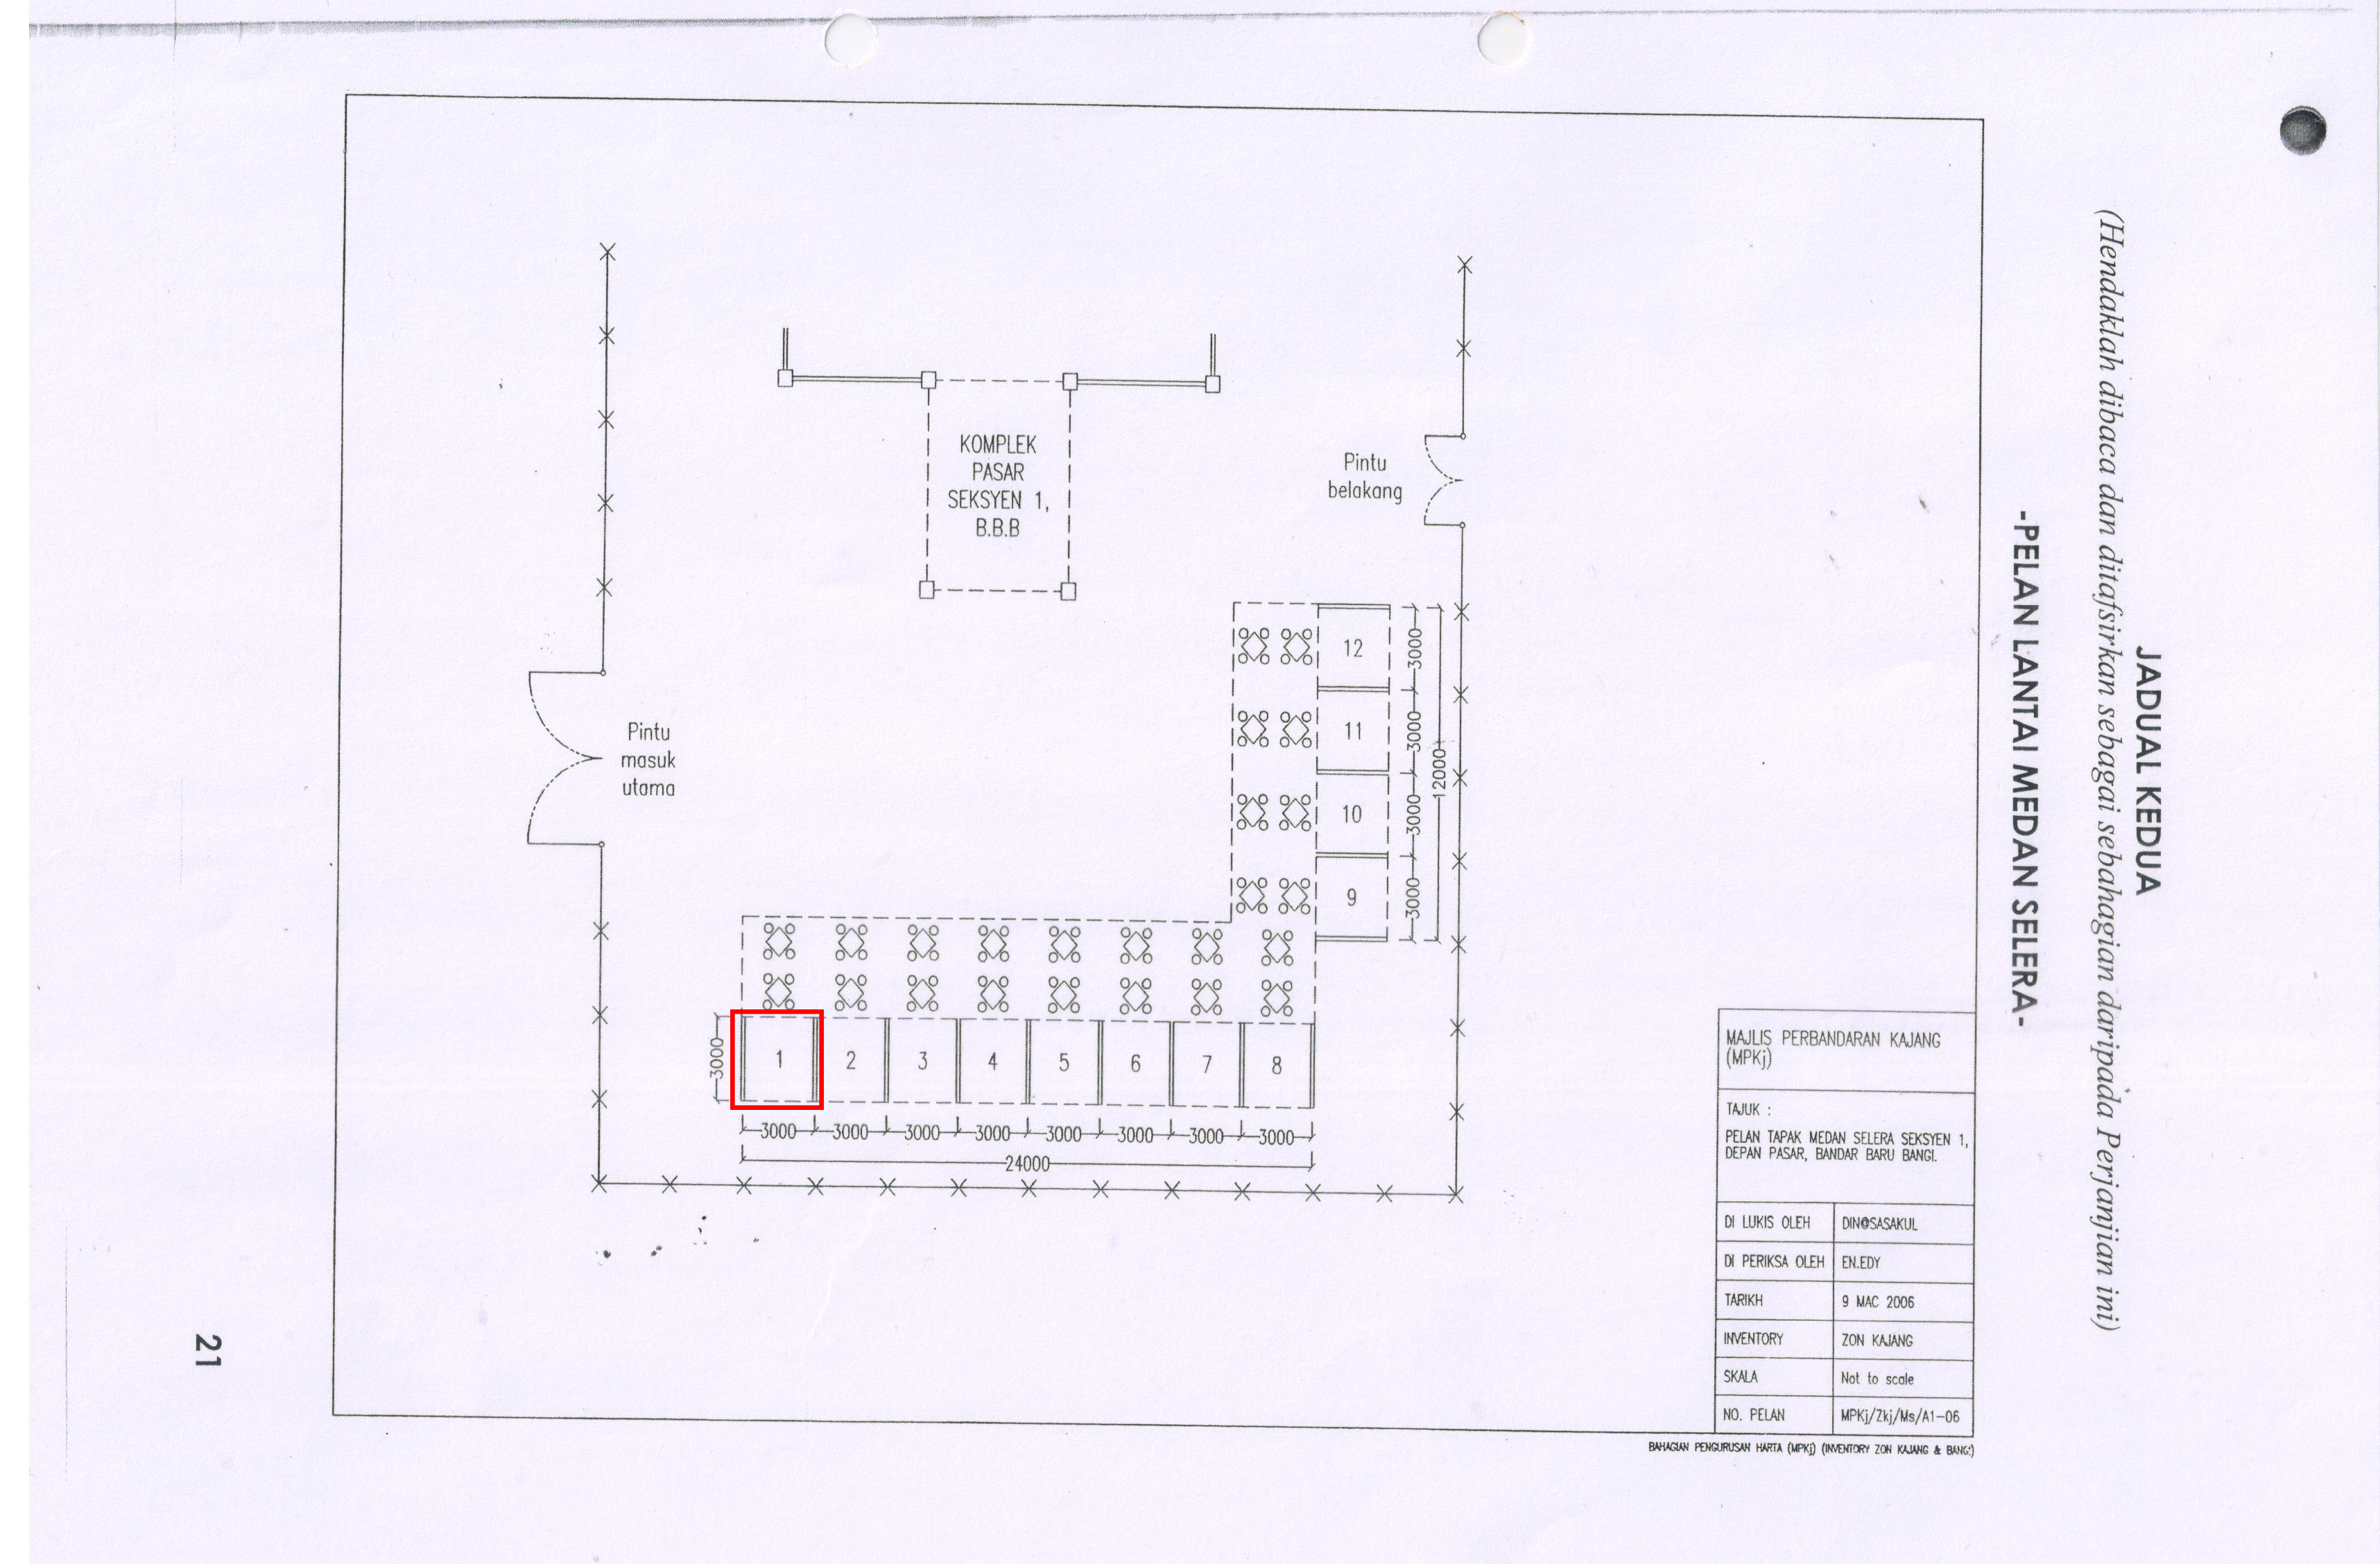 JADUAL KEDUA
(Hendaklah dibaca dan ditafsirkan sebagai sebahagian daripada Perjanjian ini)
-PELAN LANTAI MEDAN SELERA-
KOMPLEK
PASAR
SEKSYEN 1,
B.B.B
Pintu
belakang
Pintu
masuk
utama
12
11
10
9
3000
3000
3000
3000
12000
1 2 3 4 5 6 7 8
3000
3000 3000 3000 3000 3000 3000 3000 3000
24000
MAJLIS PERBANDARAN KAJANG
(MPKj)
TAJUK :
PELAN TAPAK MEDAN SELERA SEKSYEN 1,
DEPAN PASAR, BANDAR BARU BANGI.
DI LUKIS OLEH DIN@SASAKUL
DI PERIKSA OLEH EN.EDY
TARIKH 9 MAC 2006
INVENTORY ZON KAJANG
SKALA Not to scale
NO. PELAN MPKj/Zkj/Ms/A1-06
BAHAGIAN PENGURUSAN HARTA (MPKj) (INVENTORY ZON KAJANG &
21